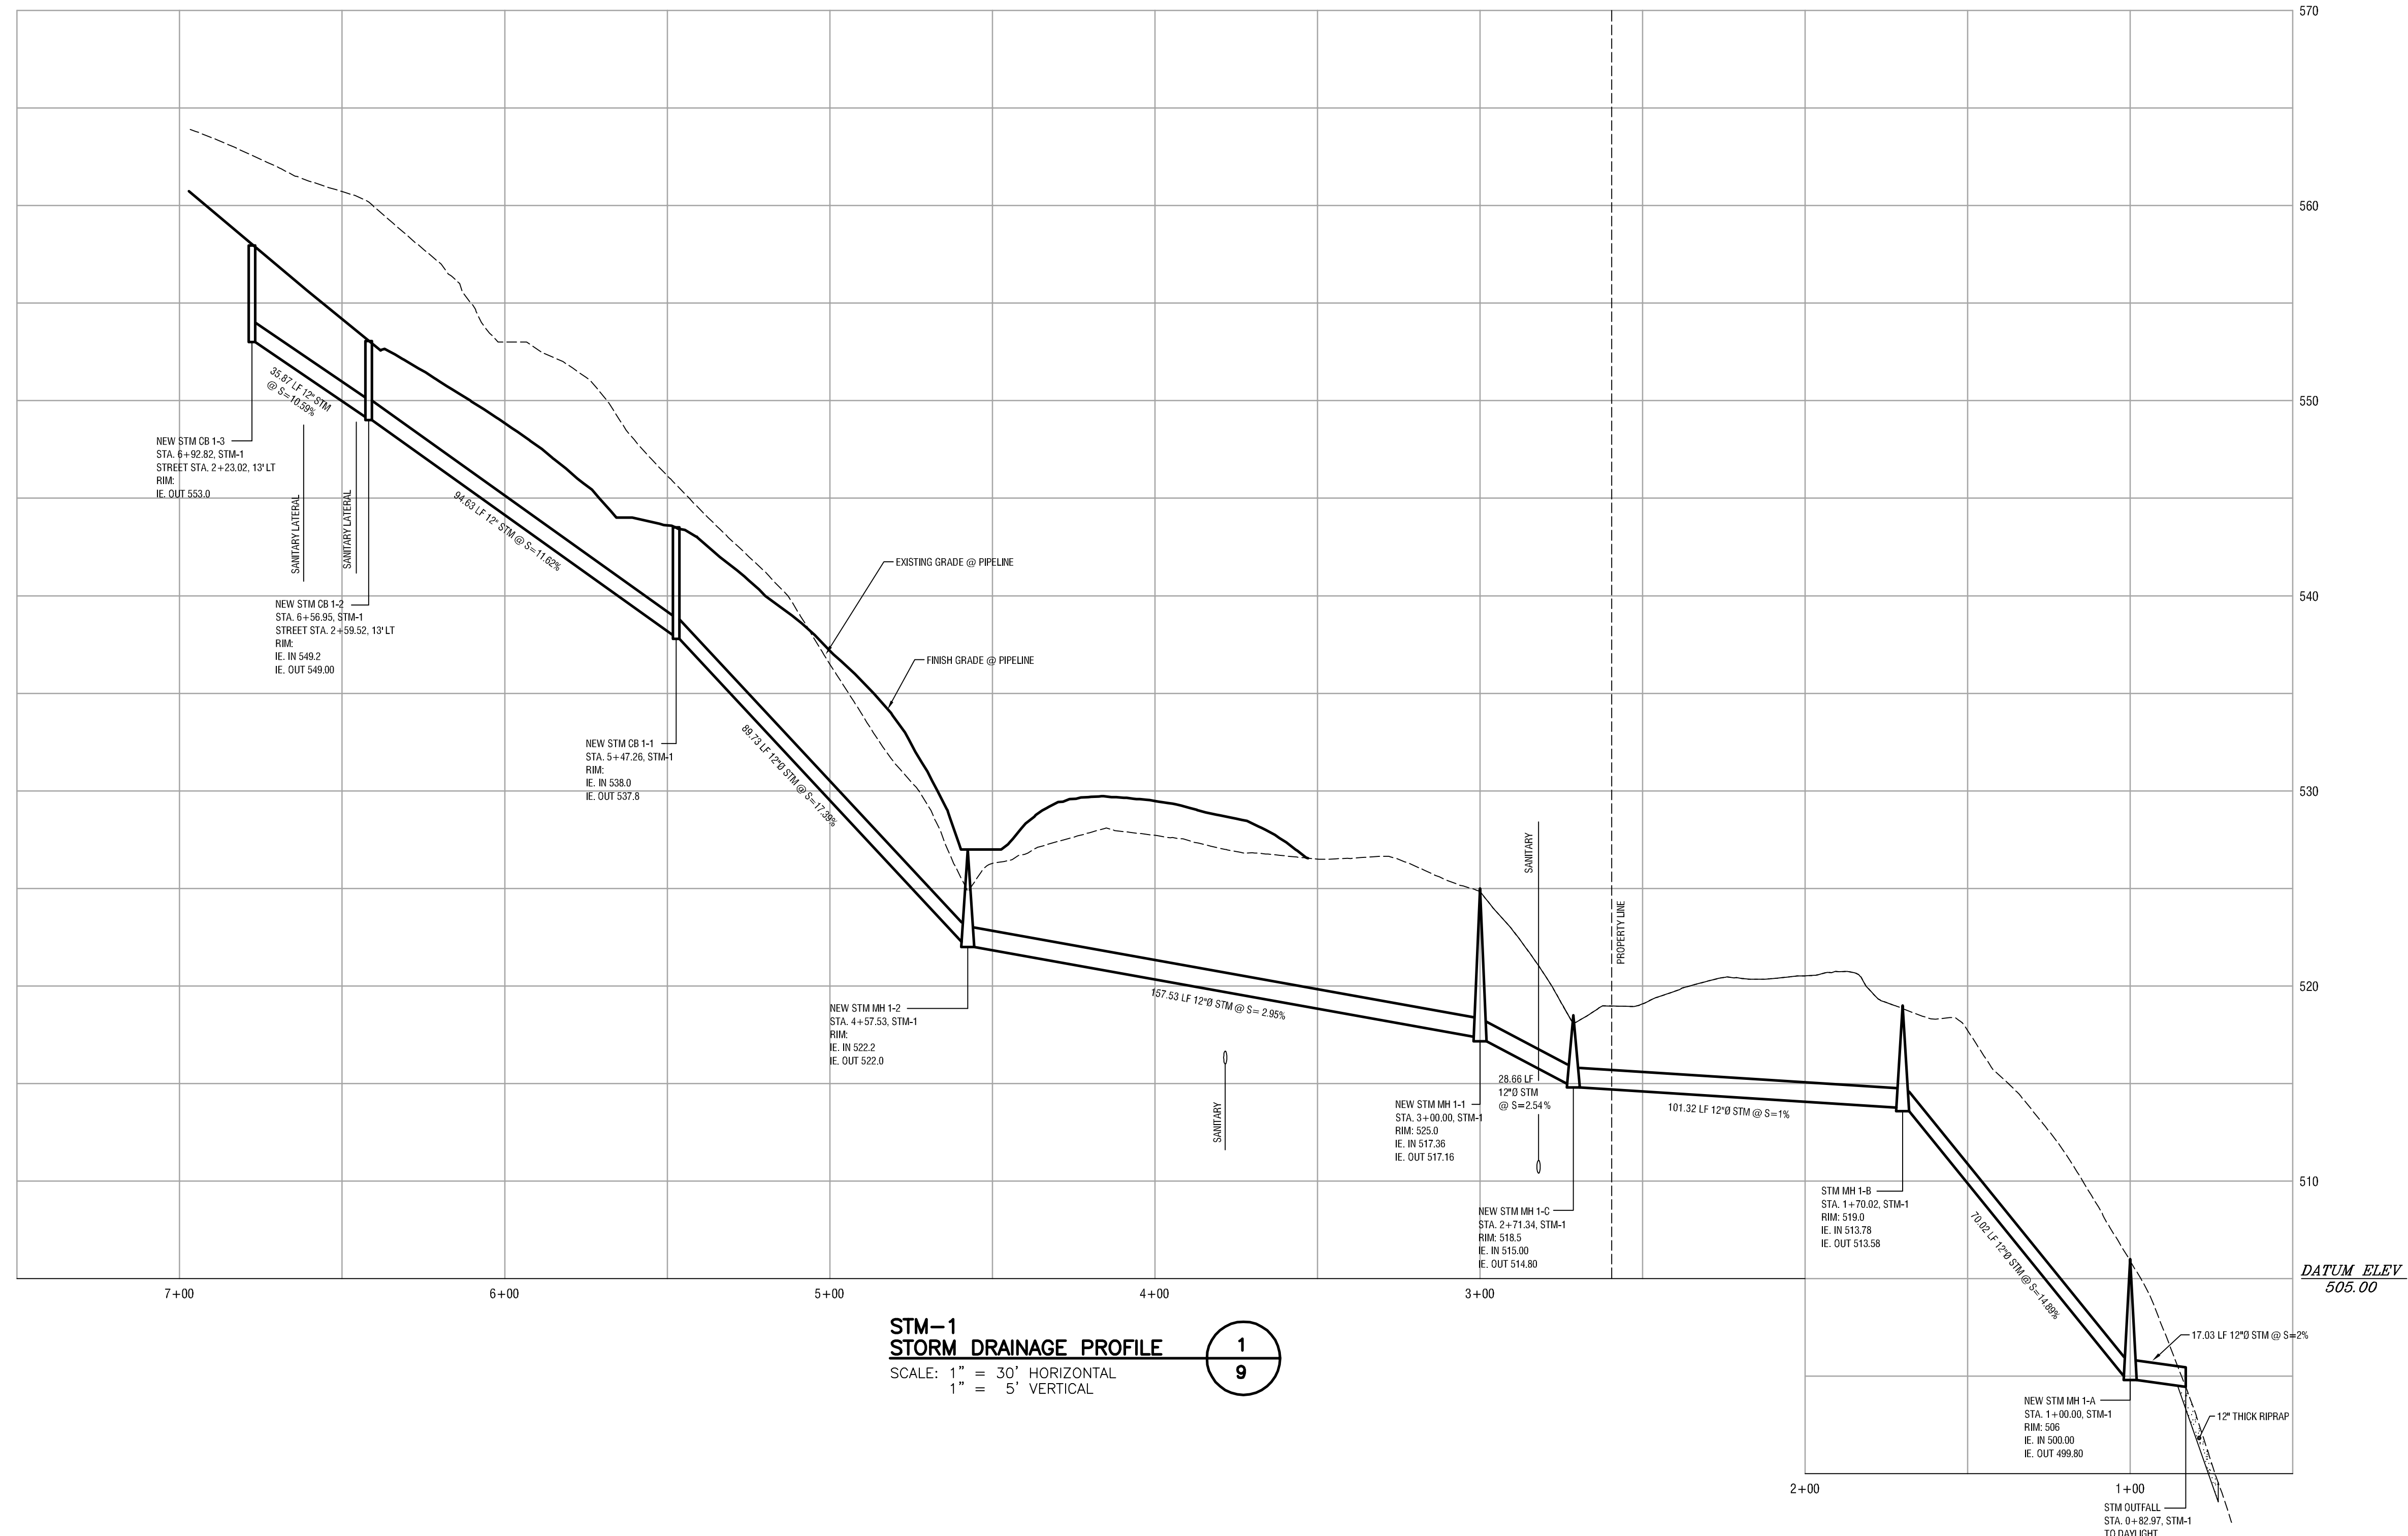 570
560
550
540
530
520
510
DATUM ELEV
505.00
35.87 LF 12" STM
@ S=10.59%
NEW STM CB 1-3
STA. 6+92.82, STM-1
STREET STA. 2+23.02, 13' LT
RIM:
IE. OUT 553.0
SANITARY LATERAL
SANITARY LATERAL
94.63 LF 12" STM @ S=11.62%
NEW STM CB 1-2
STA. 6+56.95, STM-1
STREET STA. 2+59.52, 13' LT
RIM:
IE. IN 549.2
IE. OUT 549.00
EXISTING GRADE @ PIPELINE
FINISH GRADE @ PIPELINE
NEW STM CB 1-1
STA. 5+47.26, STM-1
RIM:
IE. IN 538.0
IE. OUT 537.8
89.73 LF 12"Ø STM @ S=17.39%
NEW STM MH 1-2
STA. 4+57.53, STM-1
RIM:
IE. IN 522.2
IE. OUT 522.0
157.53 LF 12"Ø STM @ S= 2.95%
SANITARY
SANITARY
PROPERTY LINE
28.66 LF
12"Ø STM
@ S=2.54%
NEW STM MH 1-1
STA. 3+00.00, STM-1
RIM: 525.0
IE. IN 517.36
IE. OUT 517.16
101.32 LF 12"Ø STM @ S=1%
NEW STM MH 1-C
STA. 2+71.34, STM-1
RIM: 518.5
IE. IN 515.00
IE. OUT 514.80
STM MH 1-B
STA. 1+70.02, STM-1
RIM: 519.0
IE. IN 513.78
IE. OUT 513.58
70.02 LF 12"Ø STM @ S=14.89%
17.03 LF 12"Ø STM @ S=2%
NEW STM MH 1-A
STA. 1+00.00, STM-1
RIM: 506
IE. IN 500.00
IE. OUT 499.80
12" THICK RIPRAP
7+00
6+00
5+00
4+00
3+00
2+00
1+00
STM OUTFALL
STA. 0+82.97, STM-1
TO DAYLIGHT
STM-1
STORM DRAINAGE PROFILE
1
9
SCALE: 1" = 30' HORIZONTAL
1" = 5' VERTICAL